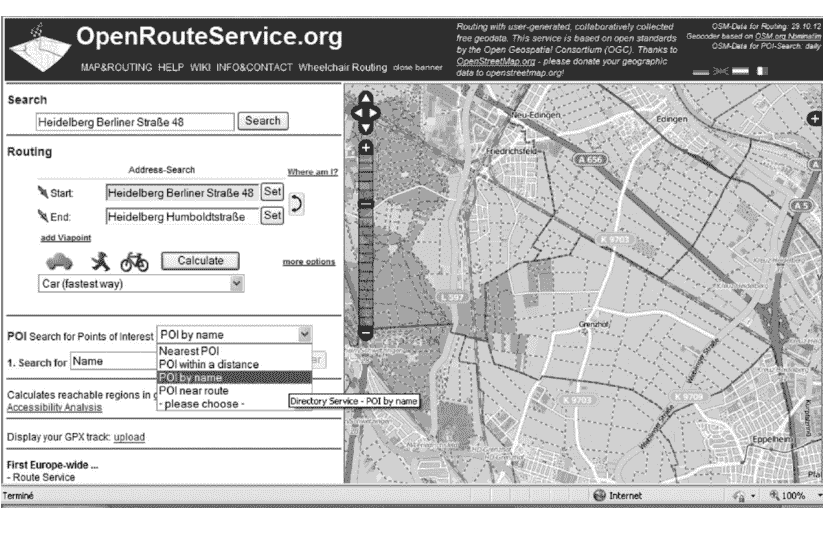 OpenRouteService.org
MAP&ROUTING HELP WIKI INFO&CONTACT Wheelchair Routing close banner
Routing with user-generated, collaboratively collected
free geodata. This service is based on open standards
by the Open Geospatial Consortium (OGC). Thanks to
OpenStreetMap.org - please donate your geographic
data to openstreetmap.org!
OSM-Data for Routing: 29.10.12
Geocoder based on OSM.org Nominatim
OSM-Data for POI-Search: daily
Search
Heidelberg Berliner Straße 48 Search
Routing
Address-Search Where am I?
Start: Heidelberg Berliner Straße 48 Set
End: Heidelberg Humboldtstraße Set
add Viapoint
Calculate more options
Car (fastest way)
POI Search for Points of Interest POI by name
1. Search for Name
Nearest POI
POI within a distance
POI by name
POI near route
- please choose -
Directory Service - POI by name
Calculates reachable regions in
Accessibility Analysis
Display your GPX track: upload
First Europe-wide ...
- Route Service
Neu-Edingen
Edingen
Friedrichsfeld
A 656
A
A 5
K 9703
L 597
Grenzhof
K 9703
K 9709
Eppelheim
Terminé Internet 100%